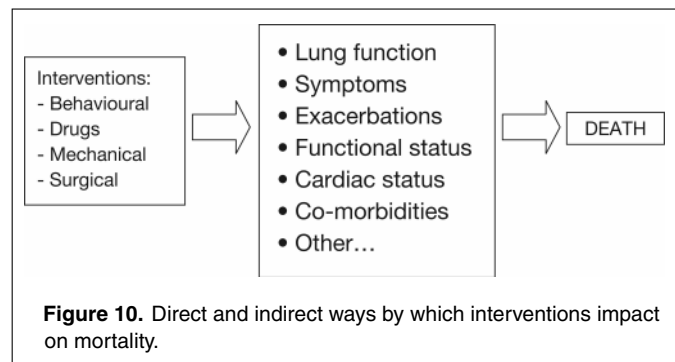 Interventions:
- Behavioural
- Drugs
- Mechanical
- Surgical
• Lung function
• Symptoms
• Exacerbations
• Functional status
• Cardiac status
• Co-morbidities
• Other…
DEATH
Figure 10. Direct and indirect ways by which interventions impact
on mortality.